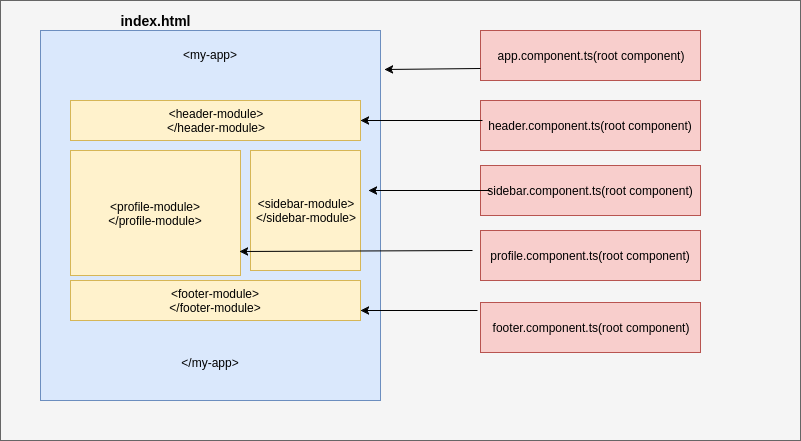 index.html
<my-app>
<header-module>
</header-module>
<profile-module>
</profile-module>
<sidebar-module>
</sidebar-module>
<footer-module>
</footer-module>
</my-app>
app.component.ts(root component)
header.component.ts(root component)
sidebar.component.ts(root component)
profile.component.ts(root component)
footer.component.ts(root component)